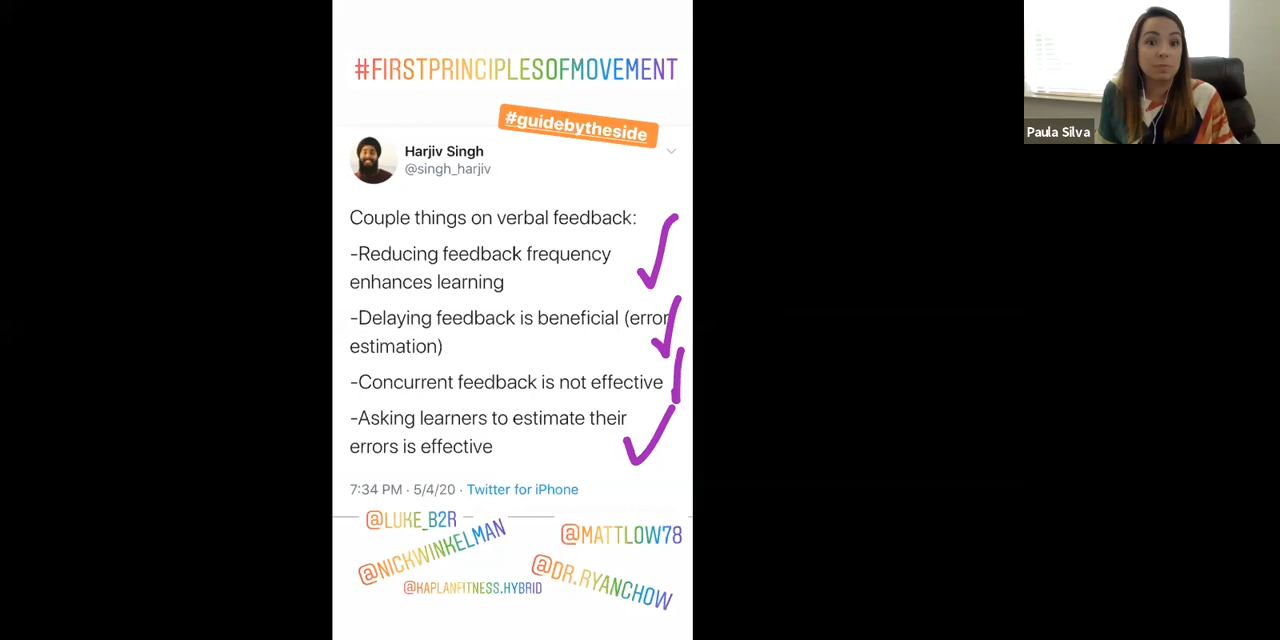 #FIRSTPRINCIPLESOFMOVEMENT
#guidebytheside
Harjiv Singh
@singh_harjiv
Couple things on verbal feedback:
-Reducing feedback frequency
enhances learning
-Delaying feedback is beneficial (error
estimation)
-Concurrent feedback is not effective
-Asking learners to estimate their
errors is effective
7:34 PM · 5/4/20 · Twitter for iPhone
@LUKE_B2R
@NICKWINKELMAN
@MATTLOW78
@KAPLANFITNESS.HYBRID
@DR.RYANCHOW
Paula Silva